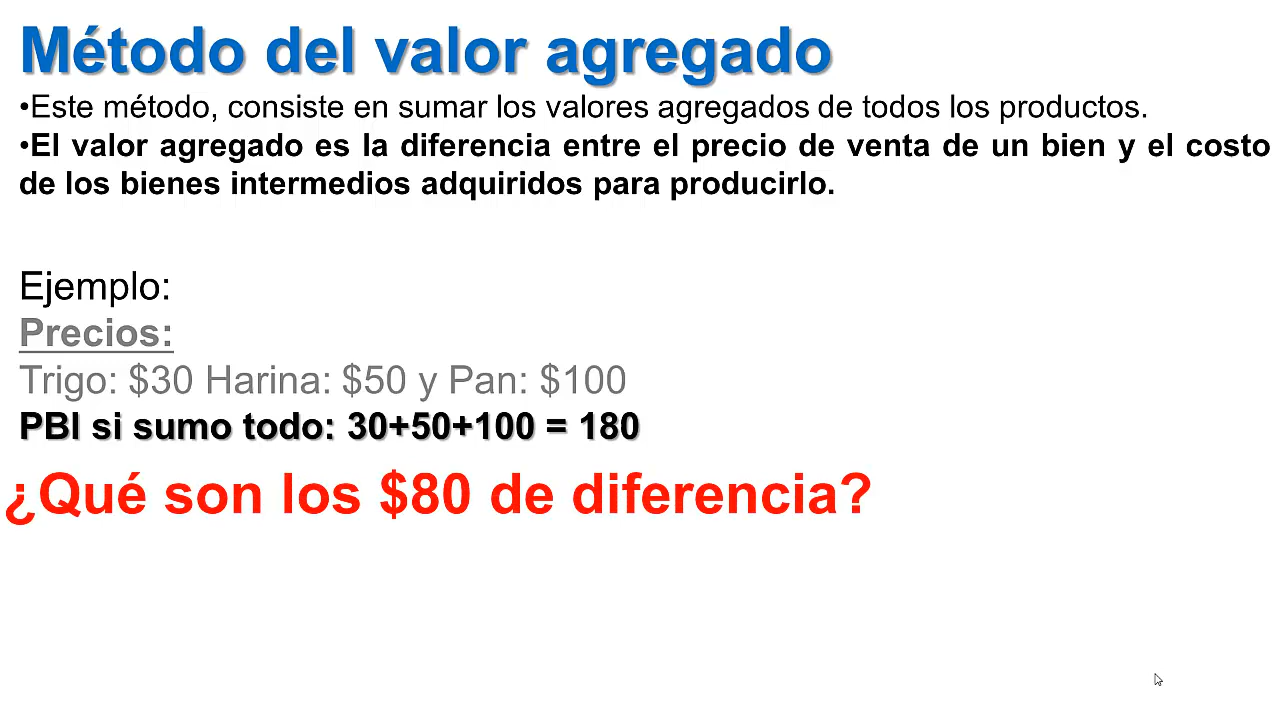 Método del valor agregado
•Este método, consiste en sumar los valores agregados de todos los productos.
•El valor agregado es la diferencia entre el precio de venta de un bien y el costo
de los bienes intermedios adquiridos para producirlo.
Ejemplo:
Precios:
Trigo: $30 Harina: $50 y Pan: $100
PBI si sumo todo: 30+50+100 = 180
¿Qué son los $80 de diferencia?